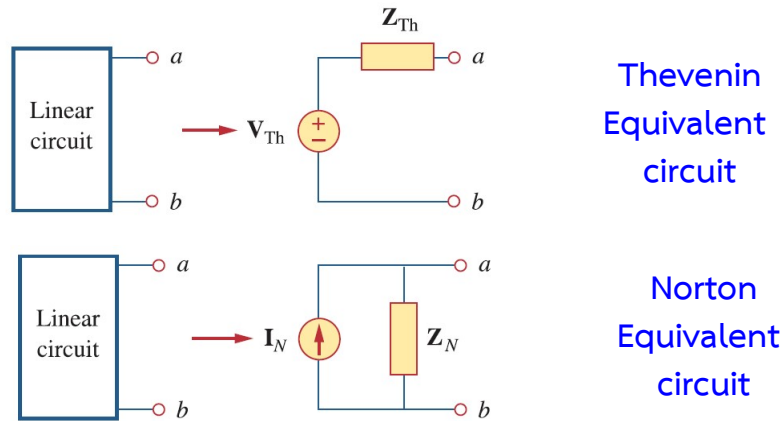 Z_Th
a
Linear
circuit
V_Th
+
−
b
Thevenin
Equivalent
circuit
a
Linear
circuit
I_N
Z_N
a
b
b
Norton
Equivalent
circuit